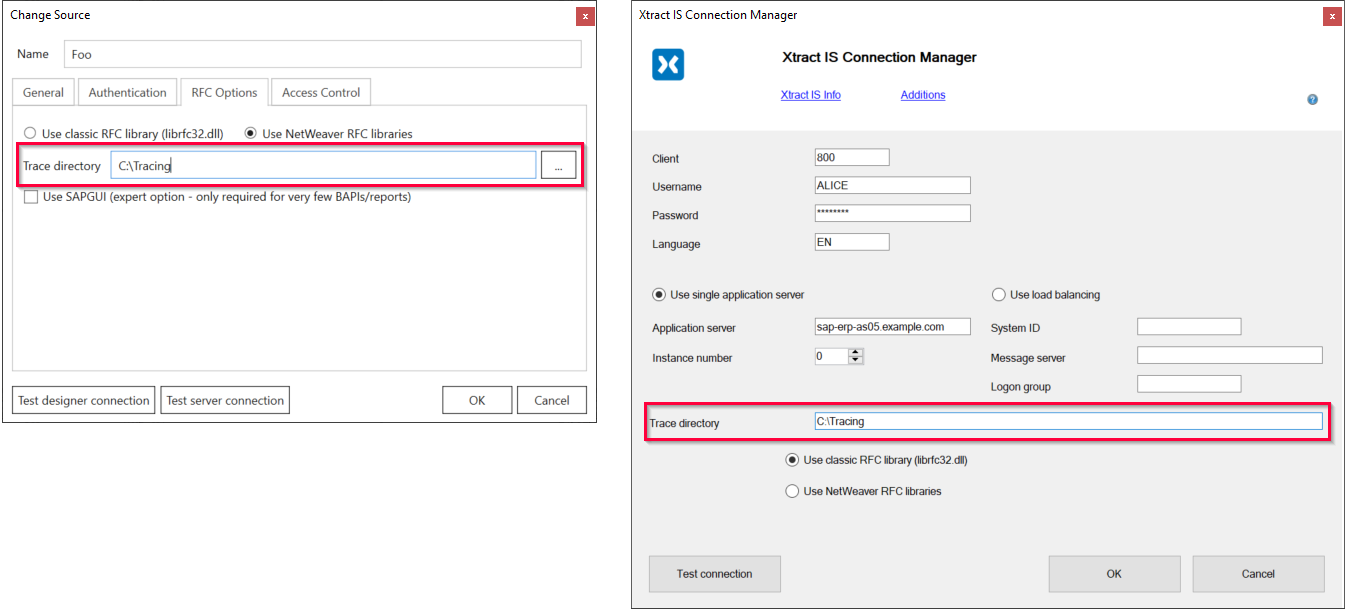 Change Source
x
Name Foo
General Authentication RFC Options Access Control
Use classic RFC library (librfc32.dll) Use NetWeaver RFC libraries
Trace directory C:\Tracing ...
Use SAPGUI (expert option - only required for very few BAPIs/reports)
Test designer connection Test server connection OK Cancel
Xtract IS Connection Manager
x
Xtract IS Connection Manager
Xtract IS Info Additions
?
Client 800
Username ALICE
Password ********
Language EN
Use single application server Use load balancing
Application server sap-erp-as05.example.com System ID
Instance number 0 Message server
Logon group
Trace directory C:\Tracing
Use classic RFC library (librfc32.dll)
Use NetWeaver RFC libraries
Test connection OK Cancel